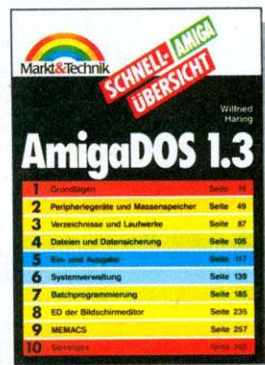 Markt&Technik
SCHNELL-
AMIGA
ÜBERSICHT
Wilfried
Häring
AmigaDOS 1.3
1 Grundlagen Seite
2 Peripheriegeräte und Massenspeicher Seite 49
3 Verzeichnisse und Laufwerke Seite 87
4 Dateien und Datensicherung Seite 105
5 Ein- und Ausgabe Seite 117
6 Systemverwaltung Seite 139
7 Batchprogrammierung Seite 185
8 ED der Bildschirmeditor Seite 235
9 MEMACS Seite 257
10 Sonstiges Seite